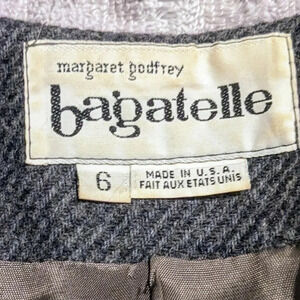 margaret godfrey
bagatelle
6
MADE IN U.S.A.
FAIT AUX ETATS UNIS